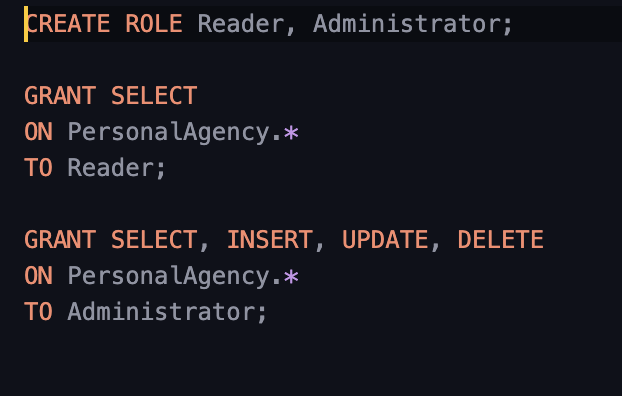 CREATE ROLE Reader, Administrator;
GRANT SELECT
ON PersonalAgency.*
TO Reader;
GRANT SELECT, INSERT, UPDATE, DELETE
ON PersonalAgency.*
TO Administrator;